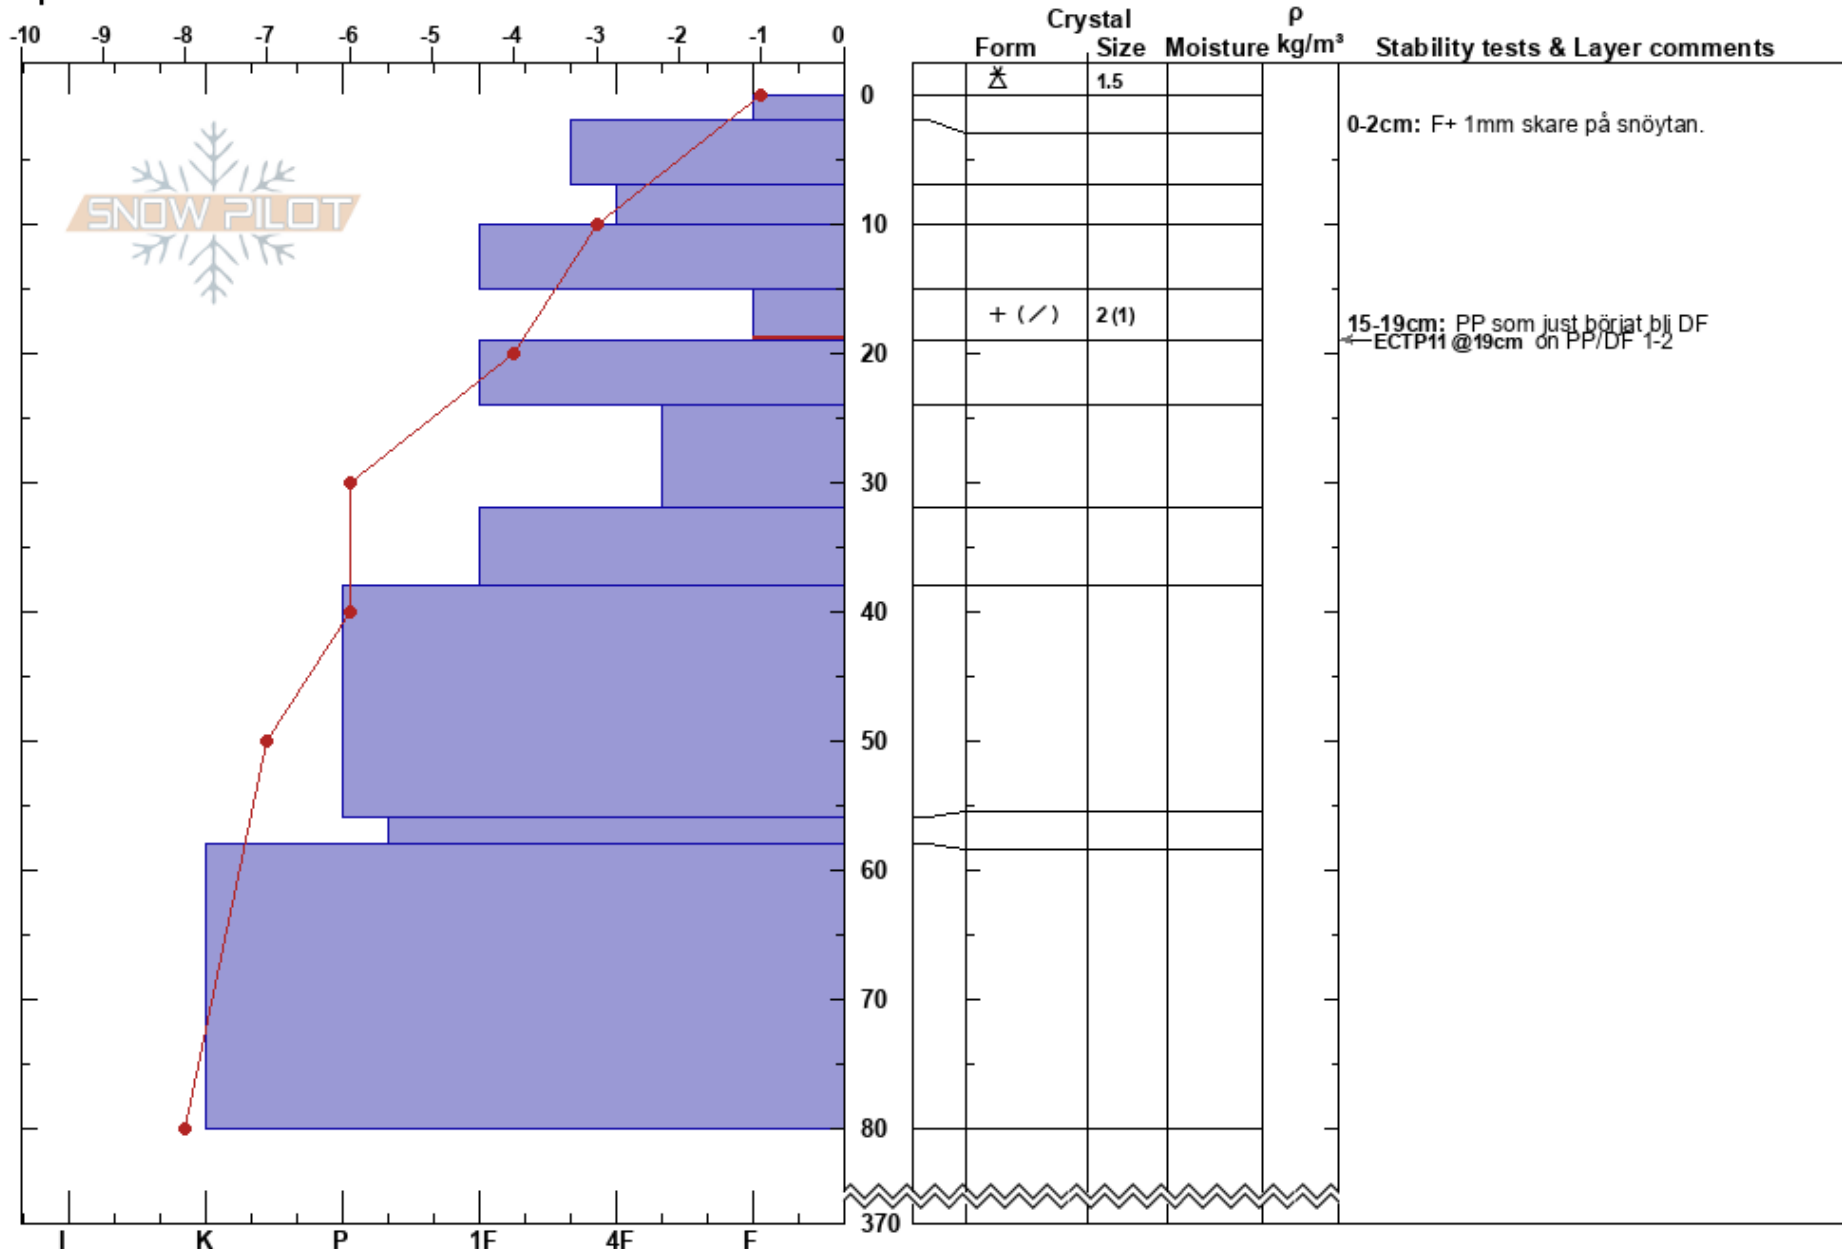 Crystal ρ
-10 -9 -8 -7 -6 -5 -4 -3 -2 -1 0
Form Size Moisture kg/m³ Stability tests & Layer comments
1.5
0
0-2cm: F+ 1mm skare på snöytan.
SNOW PILOT
10
+ (/) 2 (1)
15-19cm: PP som just börjat bli DF
ECTP11 @19cm on PP/DF 1-2
20
30
40
50
60
70
80
370
I K P 1F 4F F